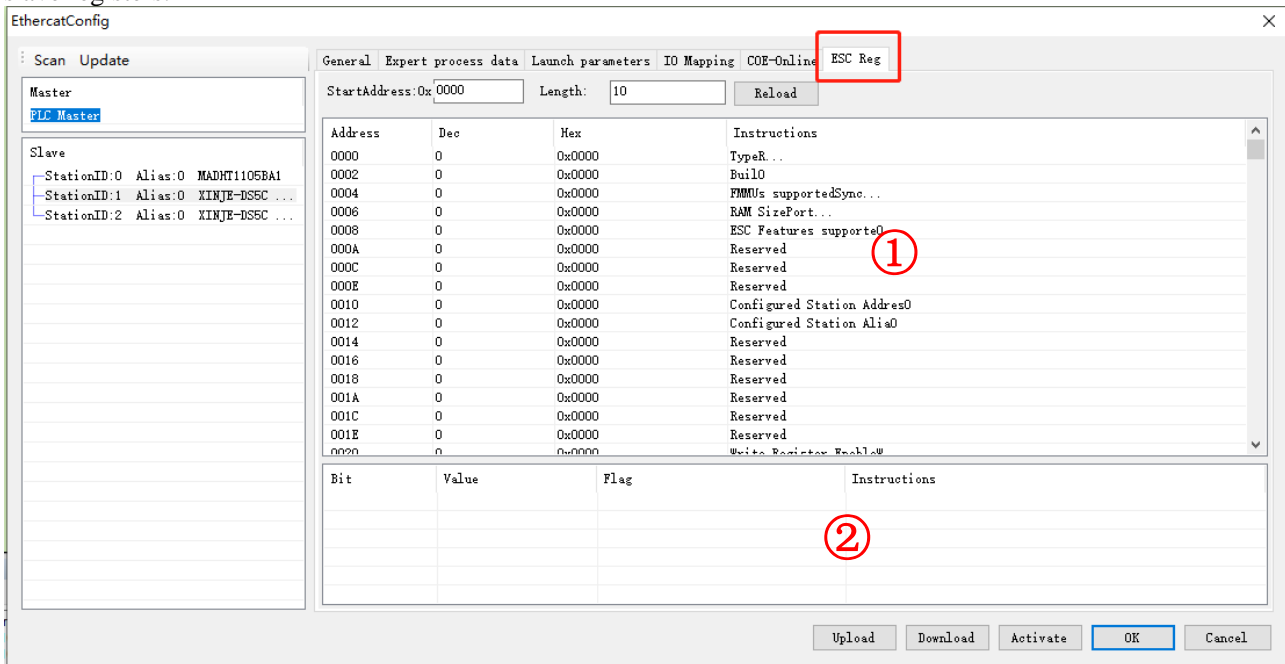 EthercatConfig
Scan Update
General Expert process data Launch parameters IO Mapping COE-Online ESC Reg
Master
PLC Master
StartAddress:0x 0000 Length: 10 Reload
Slave
StationID:0 Alias:0 MADHT1105BA1
StationID:1 Alias:0 XINJE-DS5C ...
StationID:2 Alias:0 XINJE-DS5C ...
Address Dec Hex Instructions
0000 0 0x0000 TypeR...
0002 0 0x0000 Buil0
0004 0 0x0000 FMMUs supportedSync...
0006 0 0x0000 RAM SizePort...
0008 0 0x0000 ESC Features supporte0
000A 0 0x0000 Reserved
000C 0 0x0000 Reserved
000E 0 0x0000 Reserved
0010 0 0x0000 Configured Station Addres0
0012 0 0x0000 Configured Station Alia0
0014 0 0x0000 Reserved
0016 0 0x0000 Reserved
0018 0 0x0000 Reserved
001A 0 0x0000 Reserved
001C 0 0x0000 Reserved
001E 0 0x0000 Reserved
0020 0 0x0000 Write Register EnableW
①
Bit Value Flag Instructions
②
Upload Download Activate OK Cancel